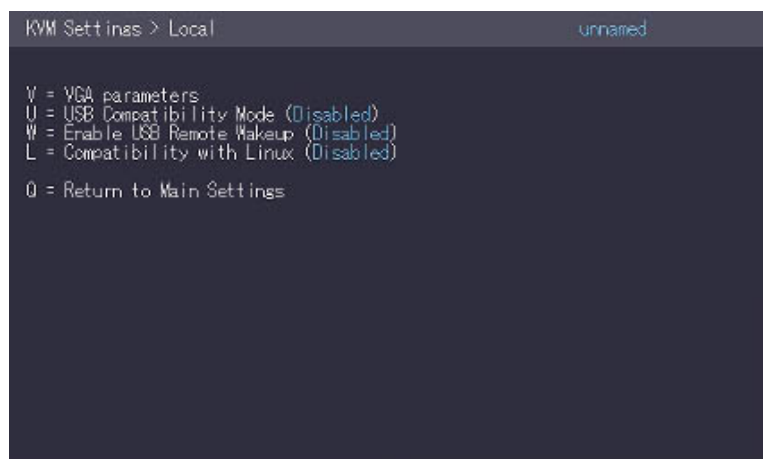 KVM Settings > Local
unnamed
V = VGA parameters
U = USB Compatibility Mode (Disabled)
W = Enable USB Remote Wakeup (Disabled)
L = Compatibility with Linux (Disabled)
Q = Return to Main Settings